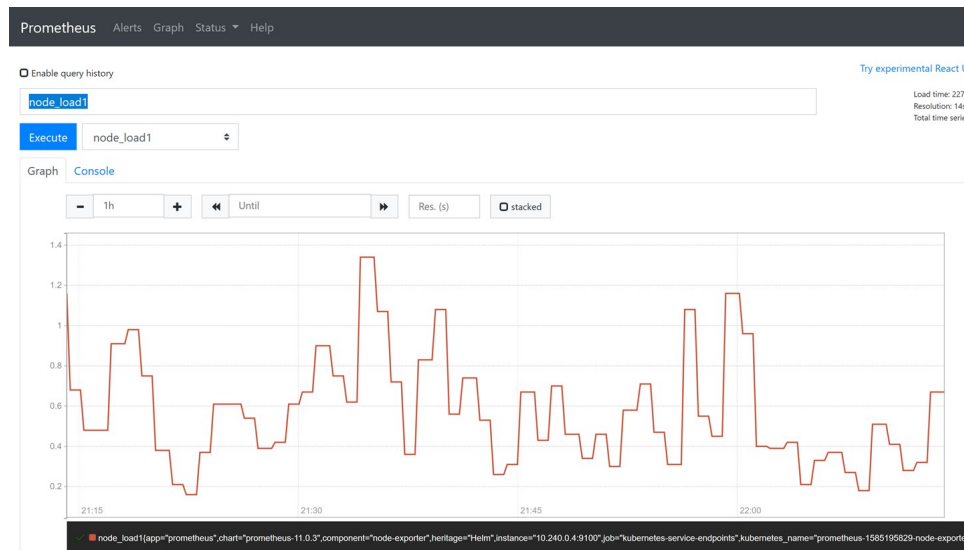 Prometheus Alerts Graph Status Help
Enable query history
Try experimental React U
node_load1
Load time: 227
Resolution: 14s
Total time serie
Execute node_load1
Graph Console
1h Until Res. (s) stacked
1.4
1.2
1
0.8
0.6
0.4
0.2
21:15 21:30 21:45 22:00
node_load1{app="prometheus",chart="prometheus-11.0.3",component="node-exporter",heritage="Helm",instance="10.240.0.4:9100",job="kubernetes-service-endpoints",kubernetes_name="prometheus-1585195829-node-exporte